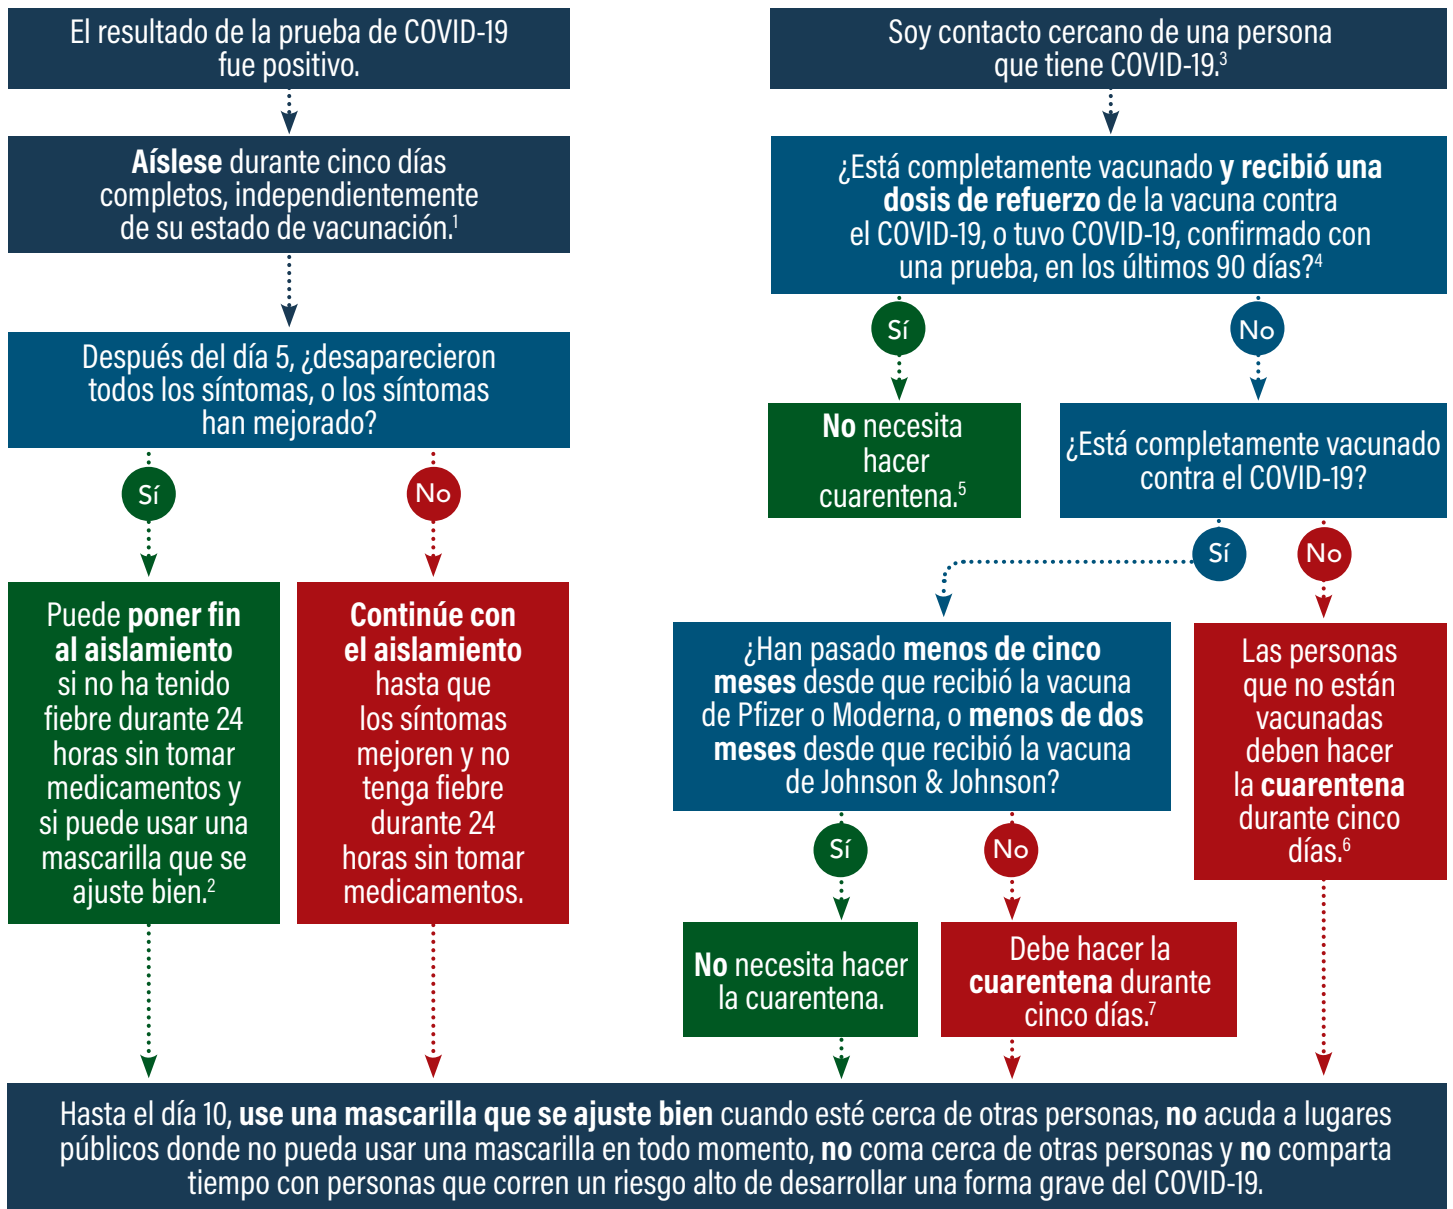 El resultado de la prueba de COVID-19
fue positivo.
Aíslese durante cinco días
completos, independientemente
de su estado de vacunación.1
Después del día 5, ¿desaparecieron
todos los síntomas, o los síntomas
han mejorado?
Sí
No
Puede poner fin
al aislamiento
si no ha tenido
fiebre durante 24
horas sin tomar
medicamentos y
si puede usar una
mascarilla que se
ajuste bien.2
Continúe con
el aislamiento
hasta que
los síntomas
mejoren y no
tenga fiebre
durante 24
horas sin tomar
medicamentos.
Soy contacto cercano de una persona
que tiene COVID-19.3
¿Está completamente vacunado y recibió una
dosis de refuerzo de la vacuna contra
el COVID-19, o tuvo COVID-19, confirmado con
una prueba, en los últimos 90 días?4
Sí
No
No necesita
hacer
cuarentena.5
¿Está completamente vacunado
contra el COVID-19?
Sí
No
¿Han pasado menos de cinco
meses desde que recibió la vacuna
de Pfizer o Moderna, o menos de dos
meses desde que recibió la vacuna
de Johnson & Johnson?
Las personas
que no están
vacunadas
deben hacer
la cuarentena
durante cinco
días.6
Sí
No
No necesita hacer
la cuarentena.
Debe hacer la
cuarentena durante
cinco días.7
Hasta el día 10, use una mascarilla que se ajuste bien cuando esté cerca de otras personas, no acuda a lugares
públicos donde no pueda usar una mascarilla en todo momento, no coma cerca de otras personas y no comparta
tiempo con personas que corren un riesgo alto de desarrollar una forma grave del COVID-19.